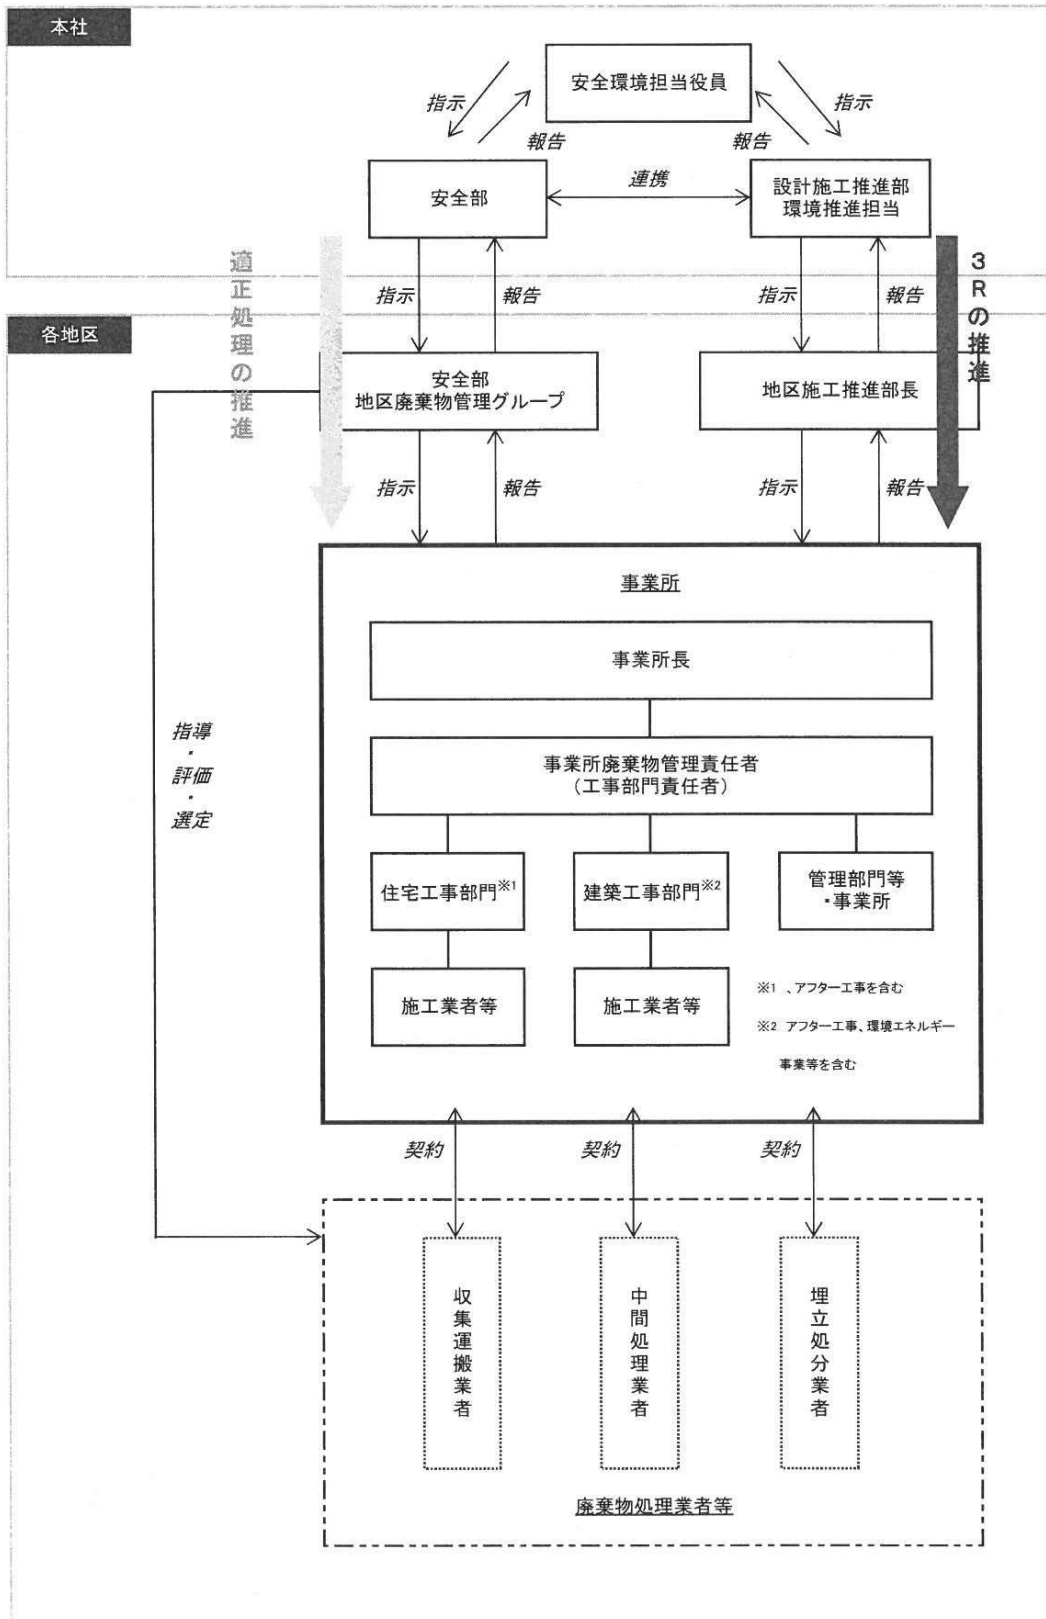 本社
安全環境担当役員
指示
報告
報告
指示
安全部
連携
設計施工推進部
環境推進担当
適正処理の推進
指示
報告
指示
報告
3Rの推進
各地区
安全部
地区廃棄物管理グループ
地区施工推進部長
指示
報告
指示
報告
事業所
事業所長
事業所廃棄物管理責任者
(工事部門責任者)
住宅工事部門※1
建築工事部門※2
管理部門等
・事業所
施工業者等
施工業者等
※1 、アフター工事を含む
※2 アフター工事、環境エネルギー
事業等を含む
指導
・
評価
・
選定
契約
契約
契約
収集運搬業者
中間処理業者
埋立処分業者
廃棄物処理業者等